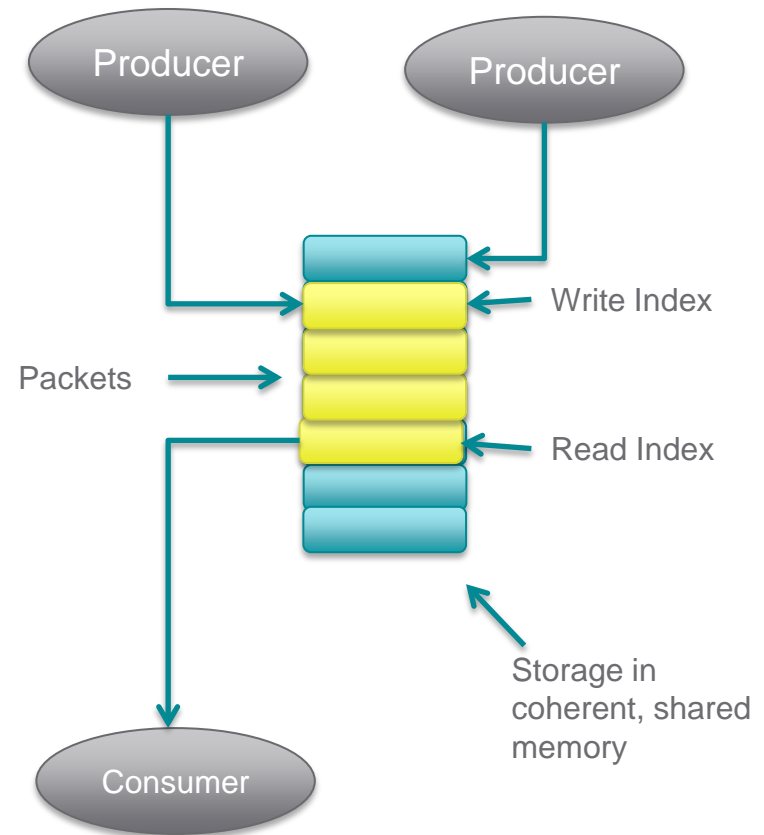 Producer
Producer
Write Index
Packets
Read Index
Storage in
coherent, shared
memory
Consumer